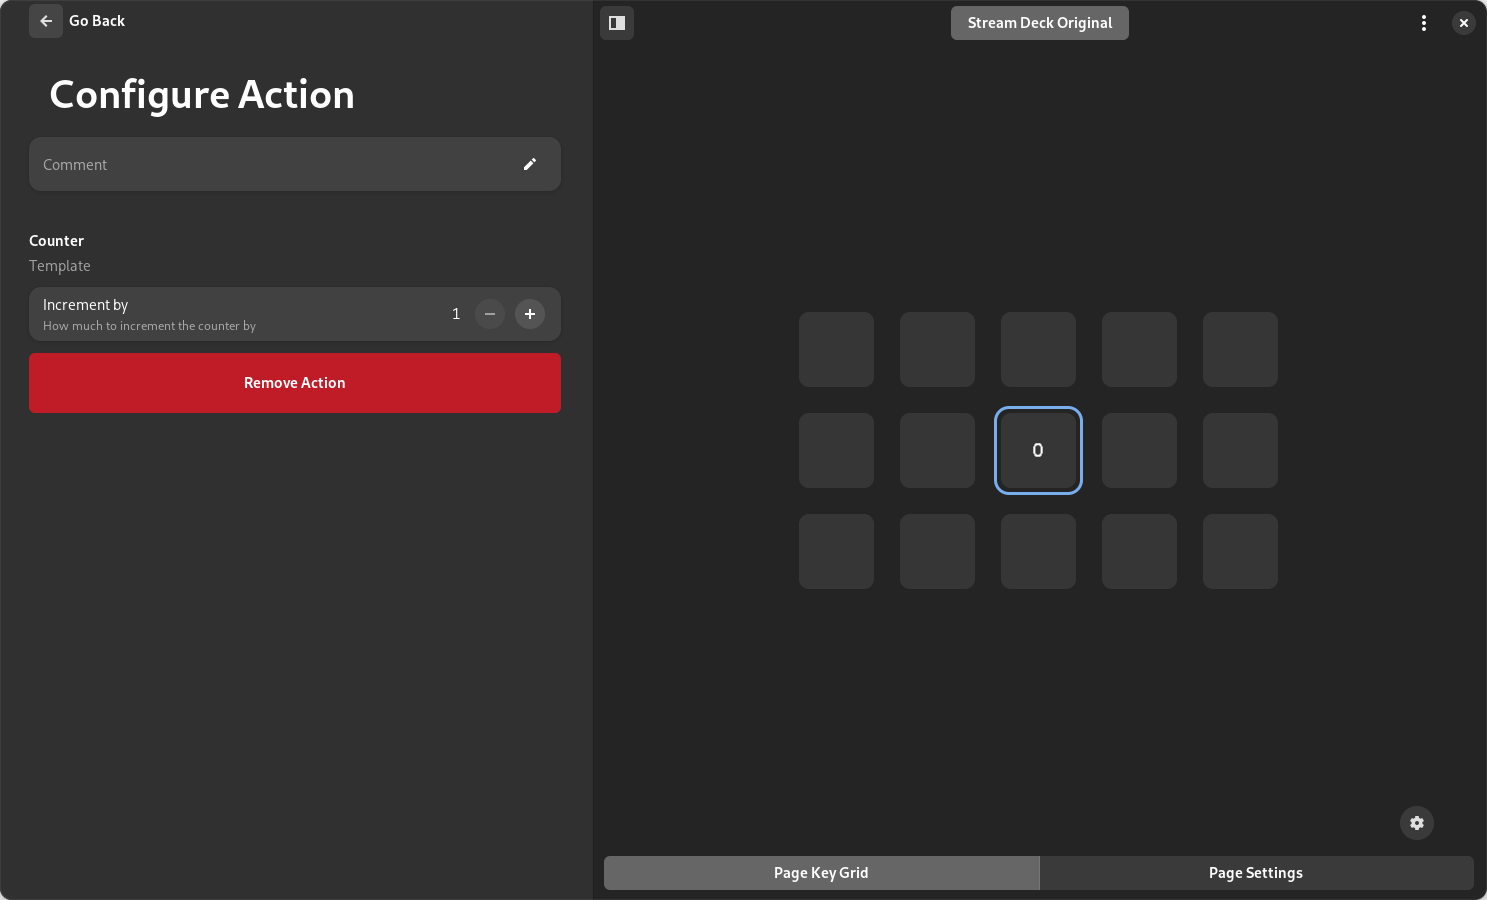 Go Back
Stream Deck Original
Configure Action
Comment
Counter
Template
Increment by
How much to increment the counter by
1
Remove Action
0
Page Key Grid
Page Settings